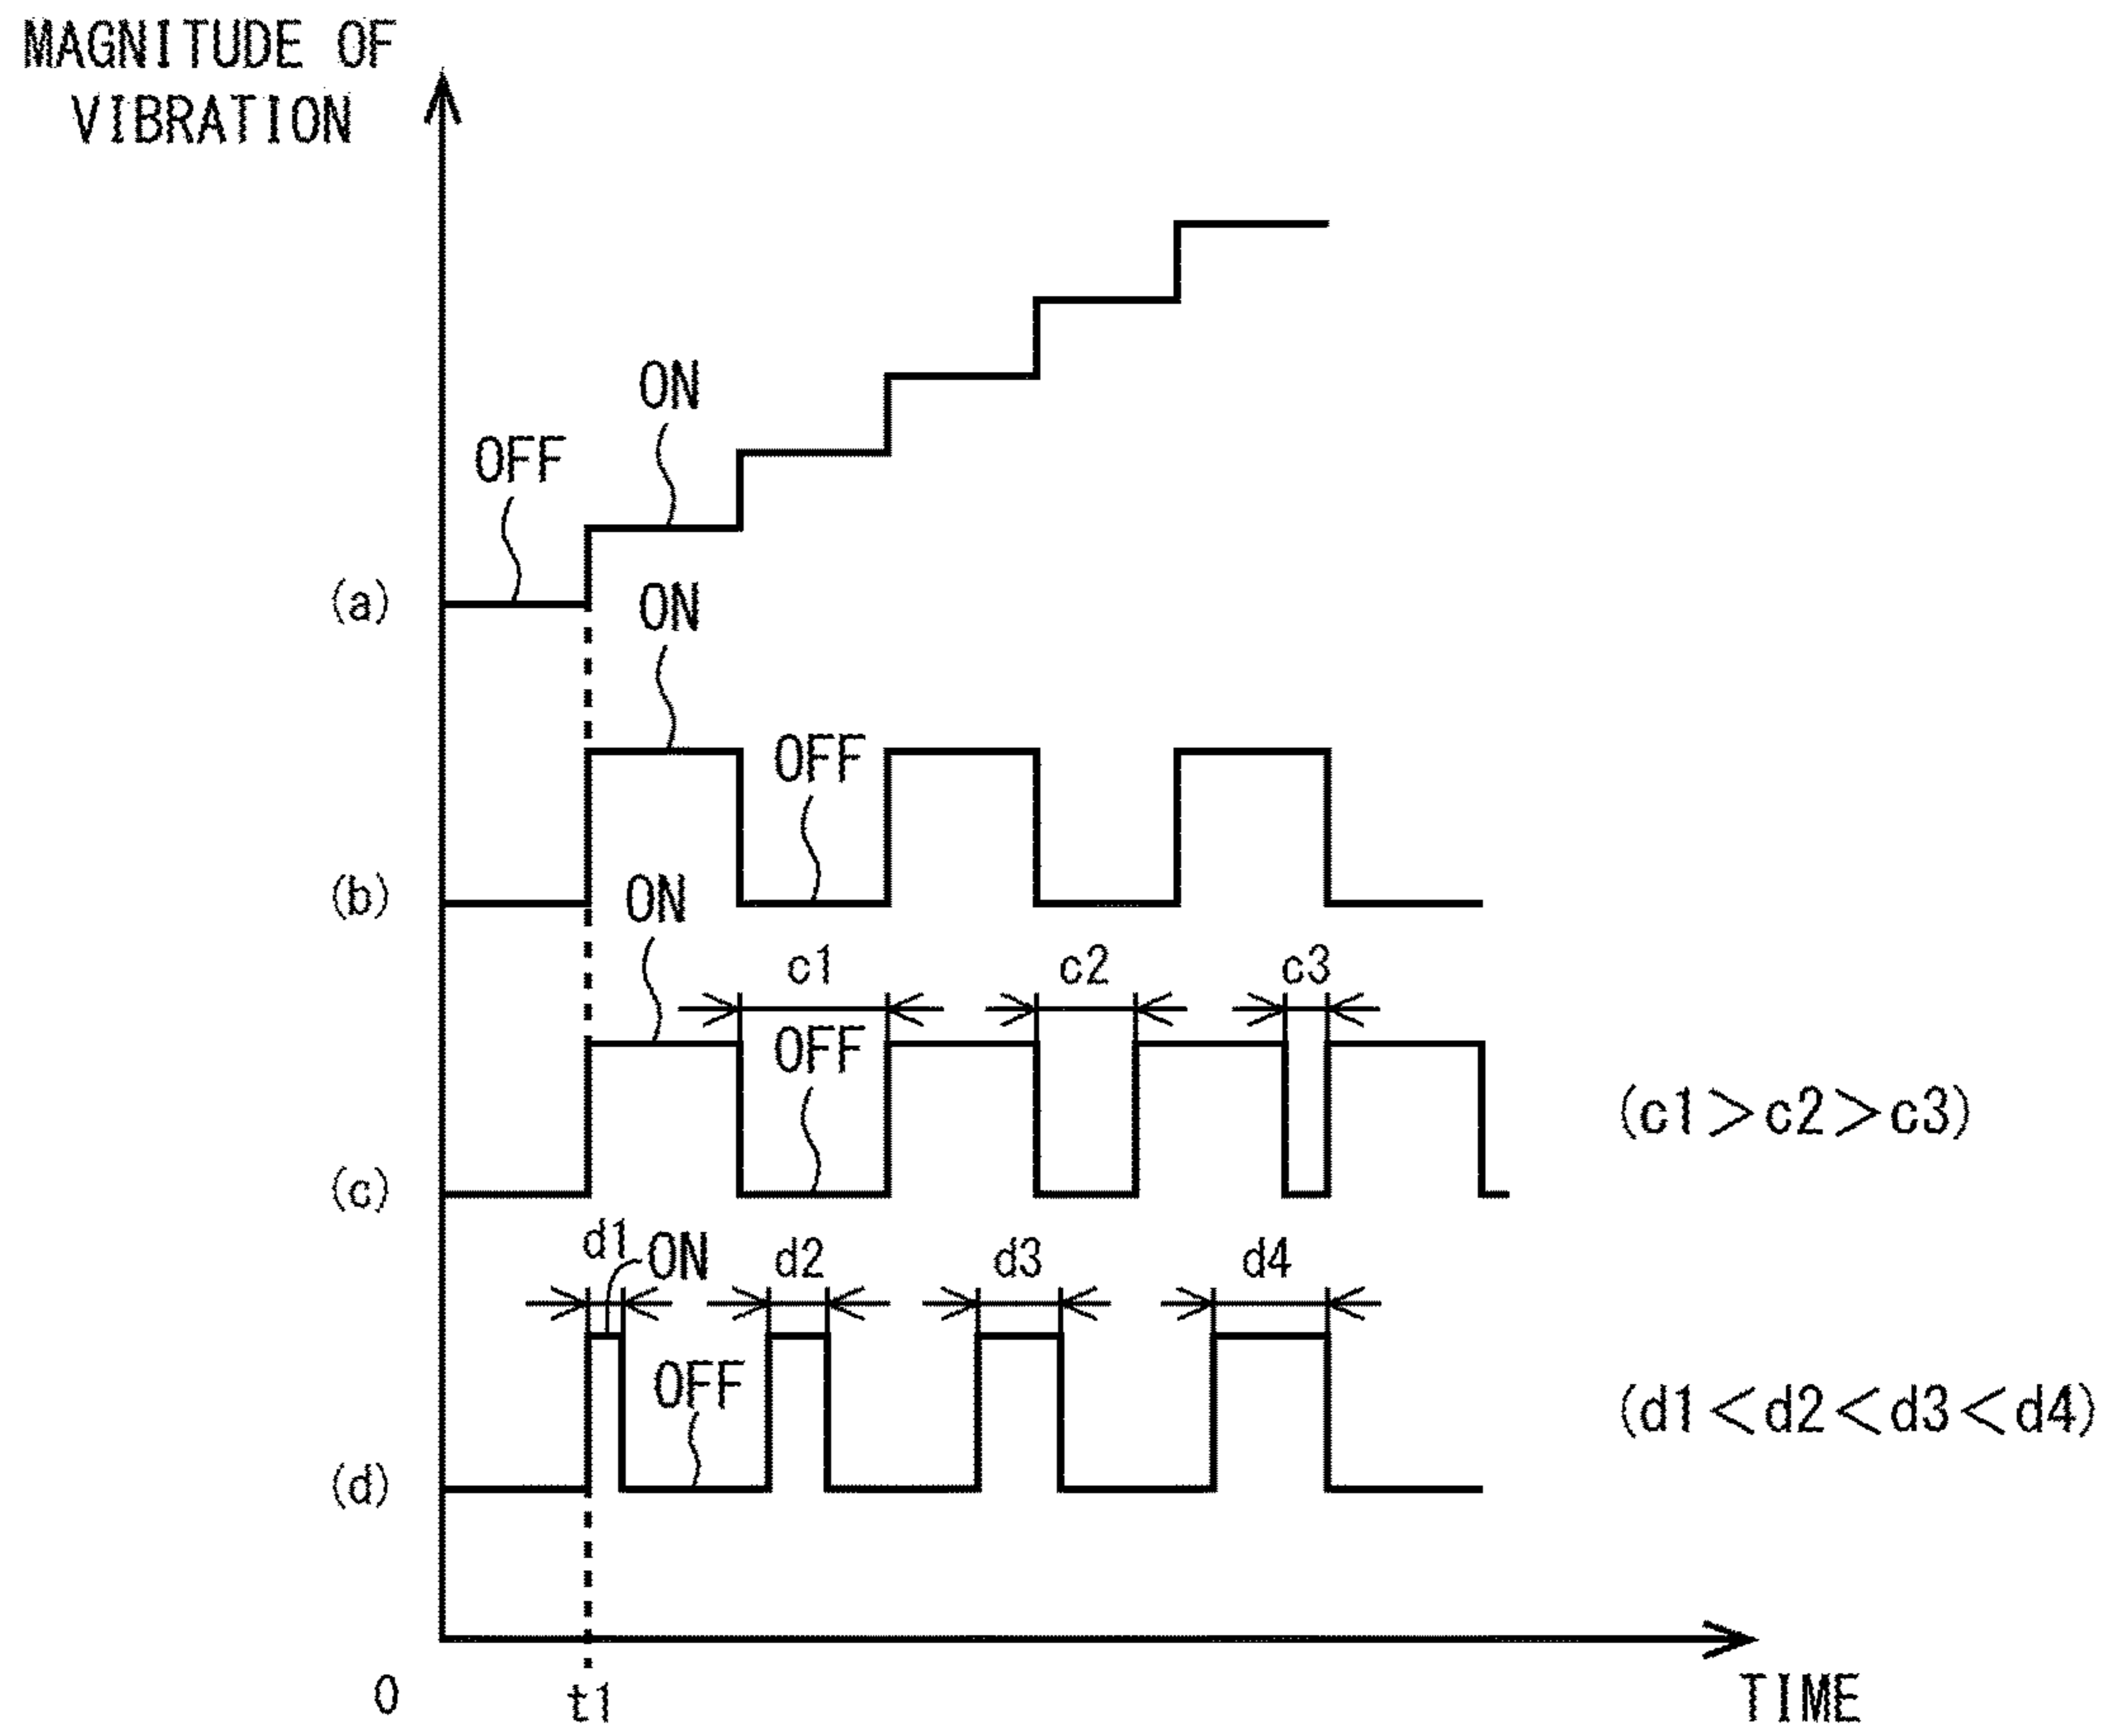 MAGNITUDE OF
VIBRATION
ON
OFF
(a)
ON
OFF
(b)
ON
c1 c2 c3
OFF
(c1>c2>c3)
(c)
d1 ON d2 d3 d4
OFF
(d1<d2<d3<d4)
(d)
0 t1 TIME